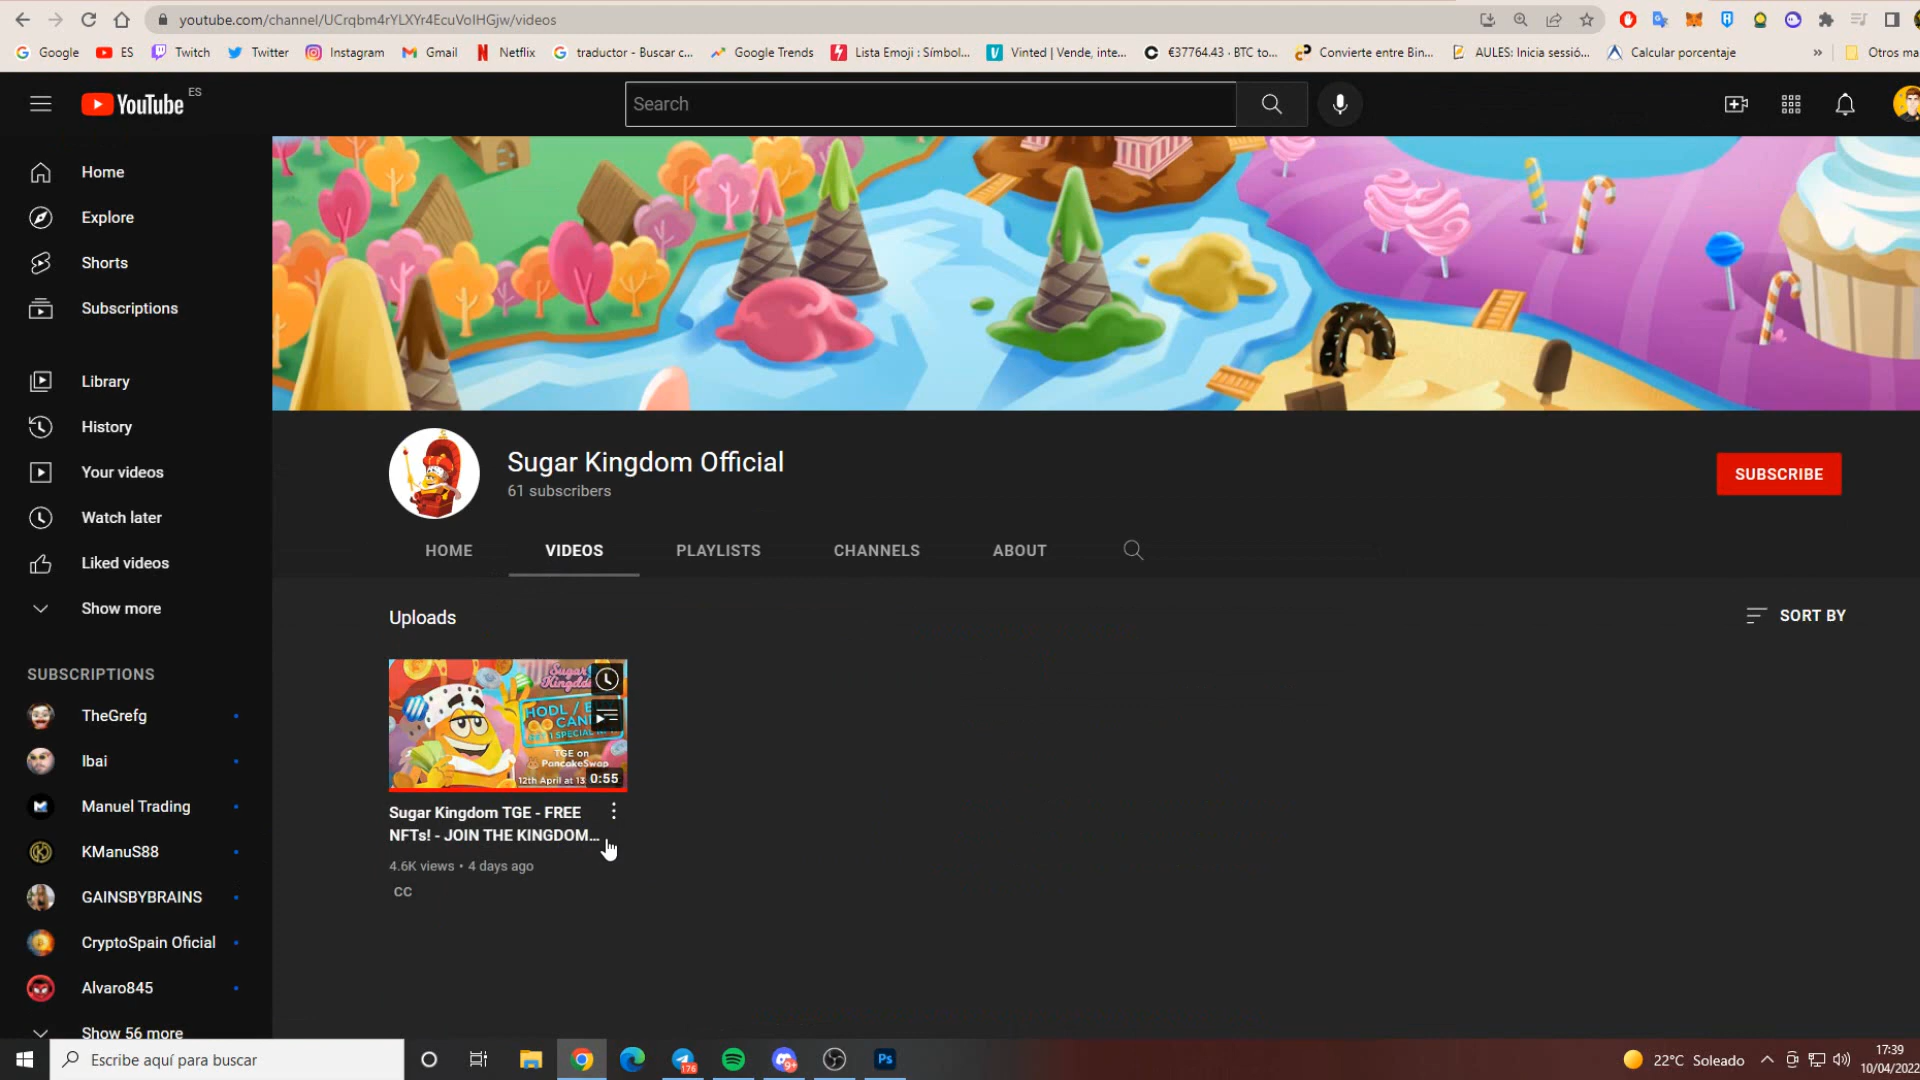 youtube.com/channel/UCrqbm4rYLXYr4EcuVoIHGjw/videos
Google ES Twitch Twitter Instagram Gmail Netflix traductor - Buscar c... Google Trends Lista Emoji : Símbol... Vinted | Vende, inte... €37764.43 · BTC to... Convierte entre Bin... AULES: Inicia sessió... Calcular porcentaje » Otros ma
YouTube ES
Search
Home
Explore
Shorts
Subscriptions
Library
History
Your videos
Watch later
Liked videos
Show more
SUBSCRIPTIONS
TheGrefg
Ibai
Manuel Trading
KManuS88
GAINSBYBRAINS
CryptoSpain Oficial
Alvaro845
Show 56 more
Sugar Kingdom Official
61 subscribers
SUBSCRIBE
HOME VIDEOS PLAYLISTS CHANNELS ABOUT
Uploads
SORT BY
Sugar
HODL / 
TGE on
PancakeSwap
12th April at 13
0:55
Sugar Kingdom TGE - FREE
NFTs! - JOIN THE KINGDOM...
4.6K views • 4 days ago
CC
Escribe aquí para buscar
176
9+
Ps
22°C Soleado
17:39
10/04/2022